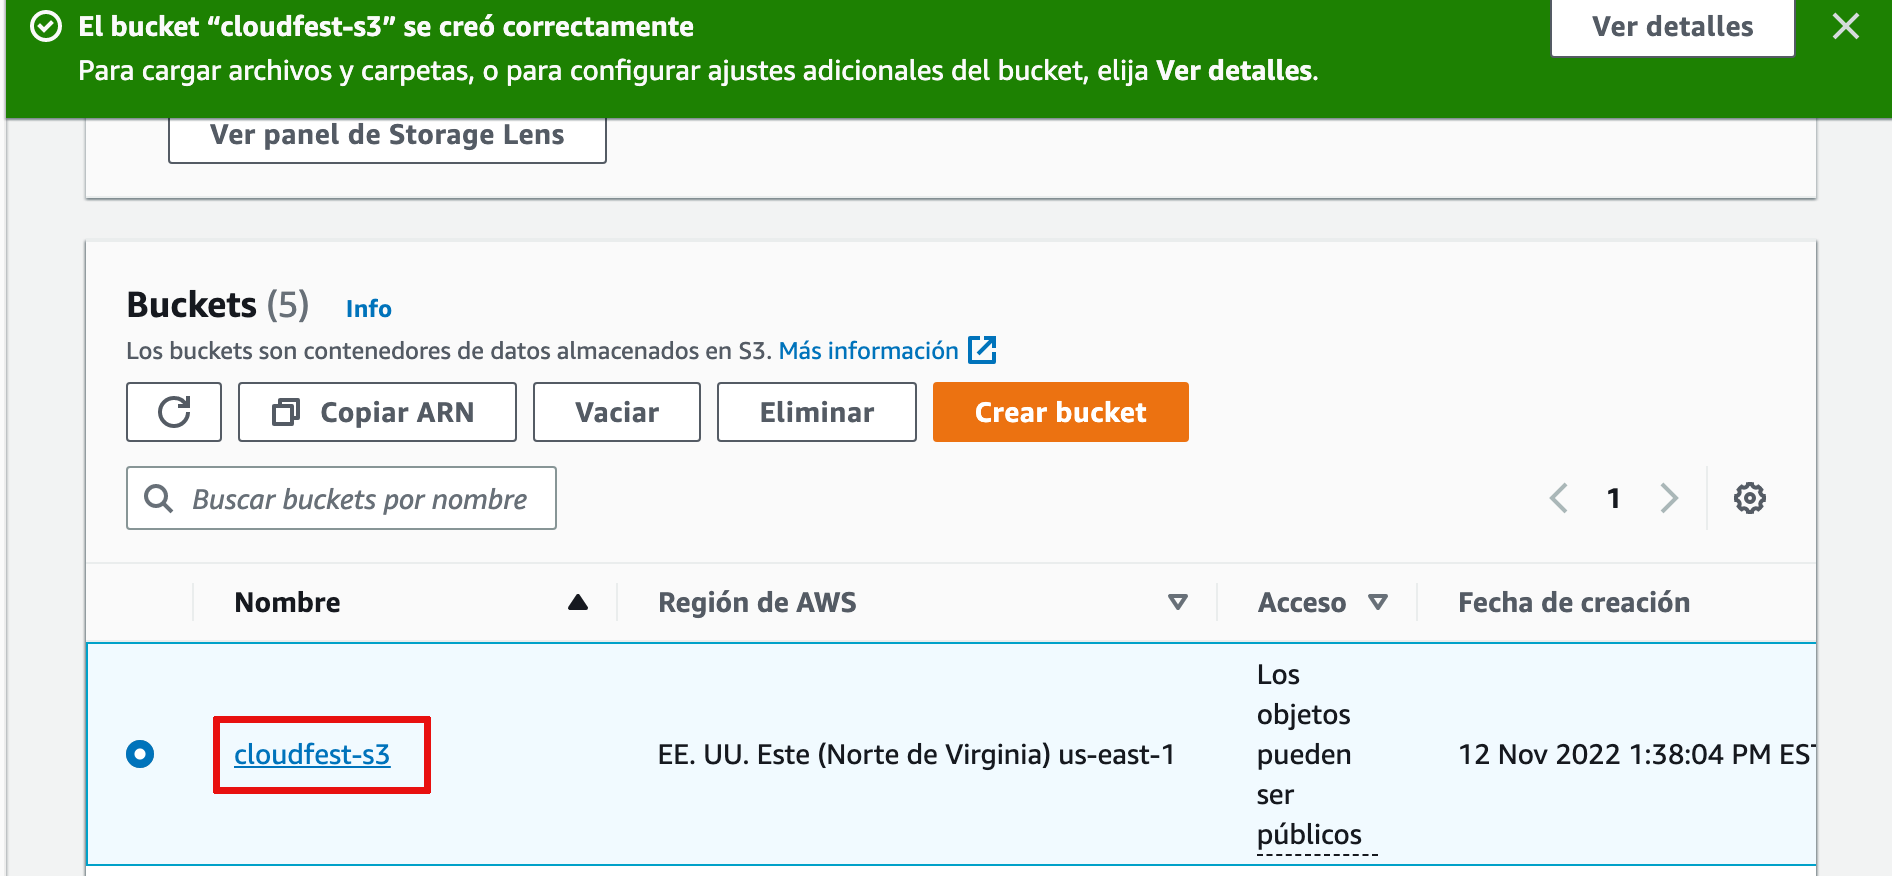 El bucket “cloudfest-s3” se creó correctamente
Para cargar archivos y carpetas, o para configurar ajustes adicionales del bucket, elija Ver detalles.
Ver detalles
Ver panel de Storage Lens
Buckets (5) Info
Los buckets son contenedores de datos almacenados en S3. Más información
Copiar ARN Vaciar Eliminar Crear bucket
Buscar buckets por nombre
1
Nombre Región de AWS Acceso Fecha de creación
cloudfest-s3
EE. UU. Este (Norte de Virginia) us-east-1
Los
objetos
pueden
ser
públicos
12 Nov 2022 1:38:04 PM EST